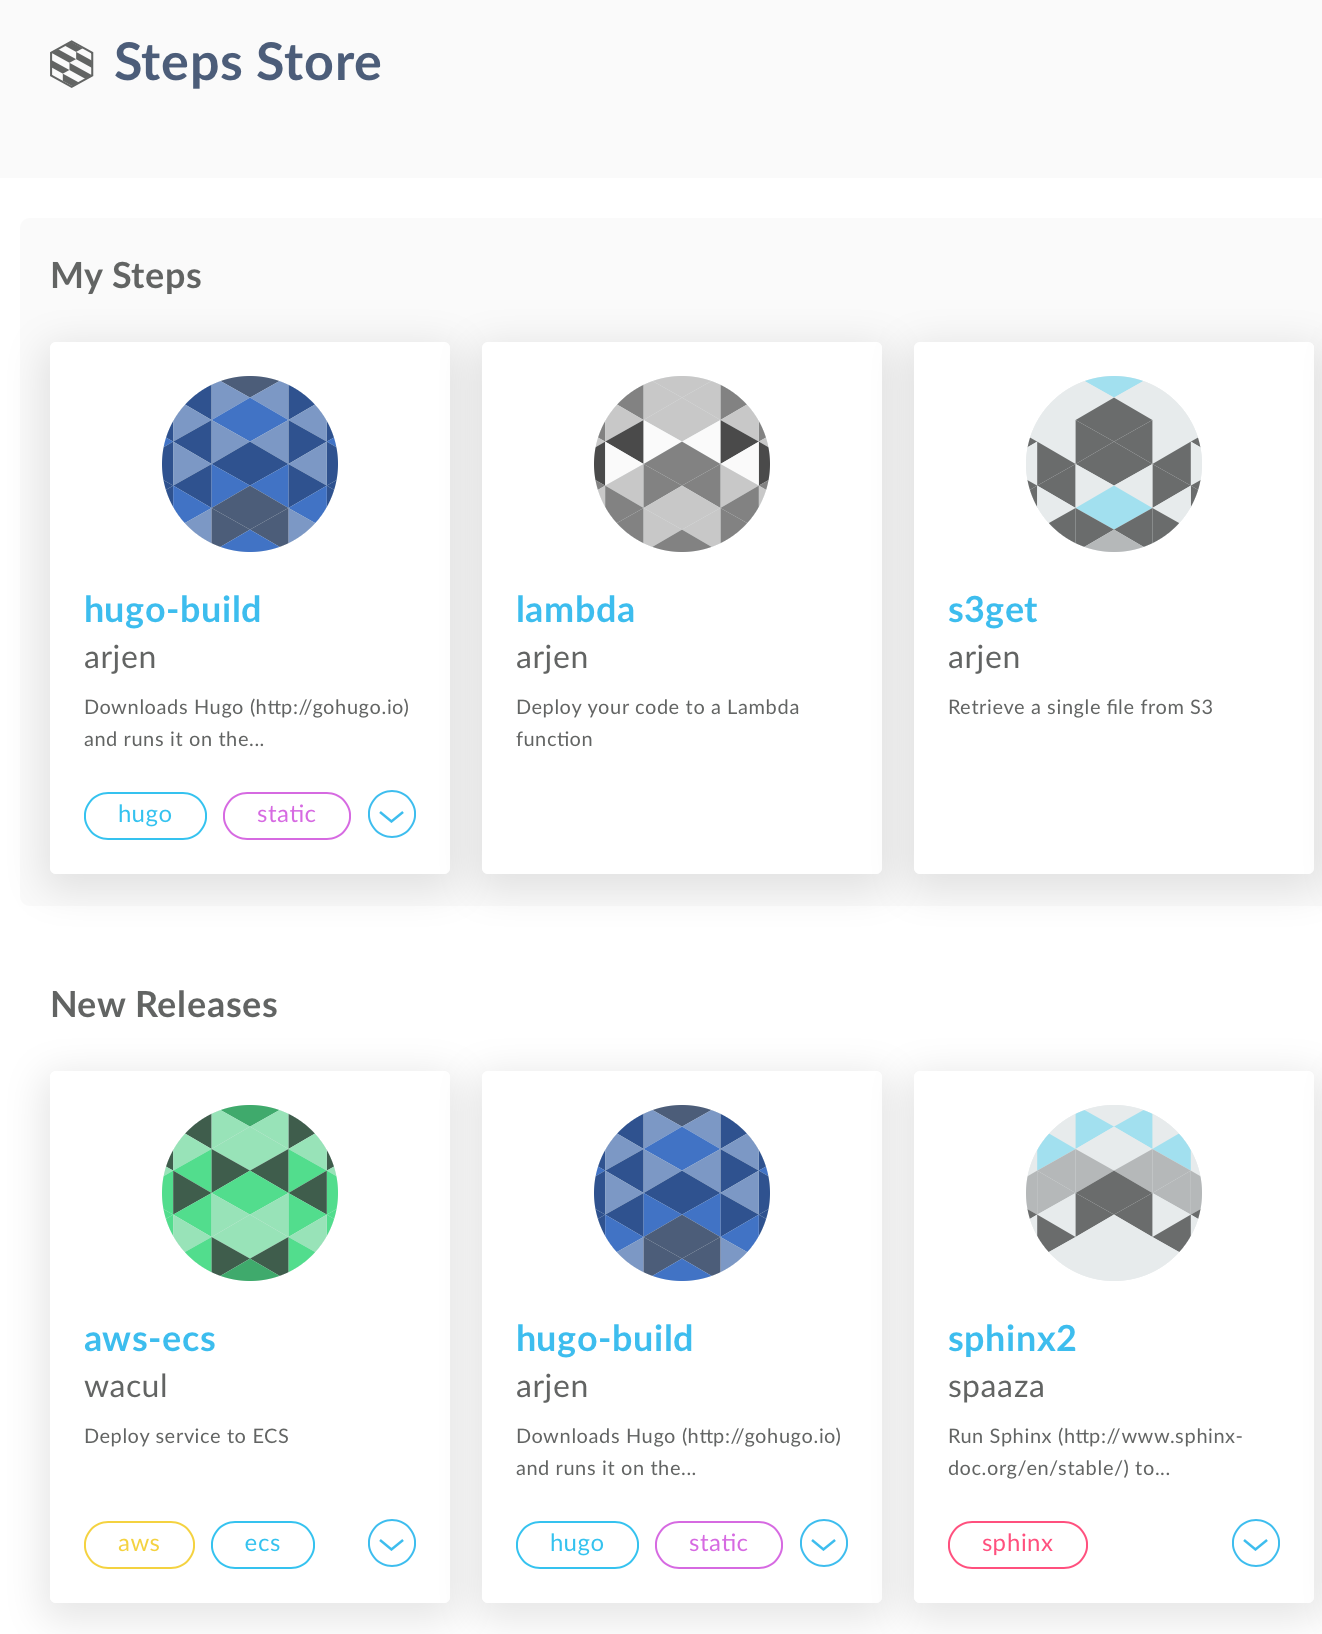 Steps Store
My Steps
hugo-build
arjen
Downloads Hugo (http://gohugo.io)
and runs it on the...
hugo
static
lambda
arjen
Deploy your code to a Lambda
function
s3get
arjen
Retrieve a single file from S3
New Releases
aws-ecs
wacul
Deploy service to ECS
aws
ecs
hugo-build
arjen
Downloads Hugo (http://gohugo.io)
and runs it on the...
hugo
static
sphinx2
spaaza
Run Sphinx (http://www.sphinx-
doc.org/en/stable/) to...
sphinx